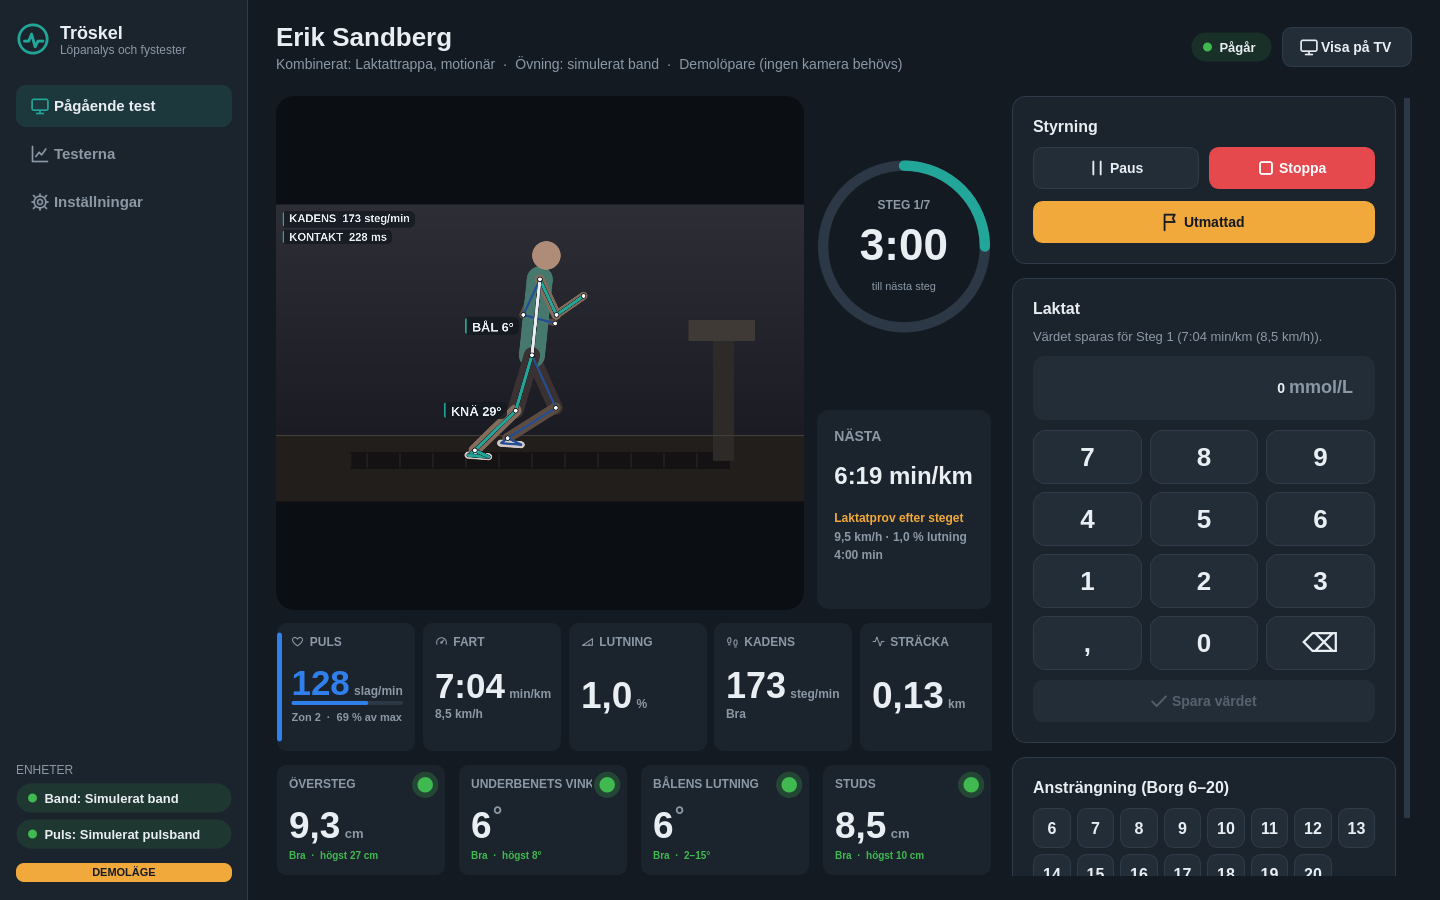 Tröskel
Löpanalys och fystester
Pågående test
Testerna
Inställningar
ENHETER
Band: Simulerat band
Puls: Simulerat pulsband
DEMOLÄGE
Erik Sandberg
Kombinerat: Laktattrappa, motionär · Övning: simulerat band · Demolöpare (ingen kamera behövs)
Pågår
Visa på TV
KADENS 173 steg/min
KONTAKT 228 ms
BÅL 6°
KNÄ 29°
STEG 1/7
3:00
till nästa steg
NÄSTA
6:19 min/km
Laktatprov efter steget
9,5 km/h · 1,0 % lutning
4:00 min
PULS
128 slag/min
Zon 2 · 69 % av max
FART
7:04 min/km
8,5 km/h
LUTNING
1,0 %
KADENS
173 steg/min
Bra
STRÄCKA
0,13 km
ÖVERSTEG
9,3 cm
Bra · högst 27 cm
UNDERBENETS VINK
6°
Bra · högst 8°
BÅLENS LUTNING
6°
Bra · 2–15°
STUDS
8,5 cm
Bra · högst 10 cm
Styrning
Paus
Stoppa
Utmattad
Laktat
Värdet sparas för Steg 1 (7:04 min/km (8,5 km/h)).
0 mmol/L
7 8 9
4 5 6
1 2 3
, 0 ⌫
Spara värdet
Ansträngning (Borg 6–20)
6 7 8 9 10 11 12 13
14 15 16 17 18 19 20